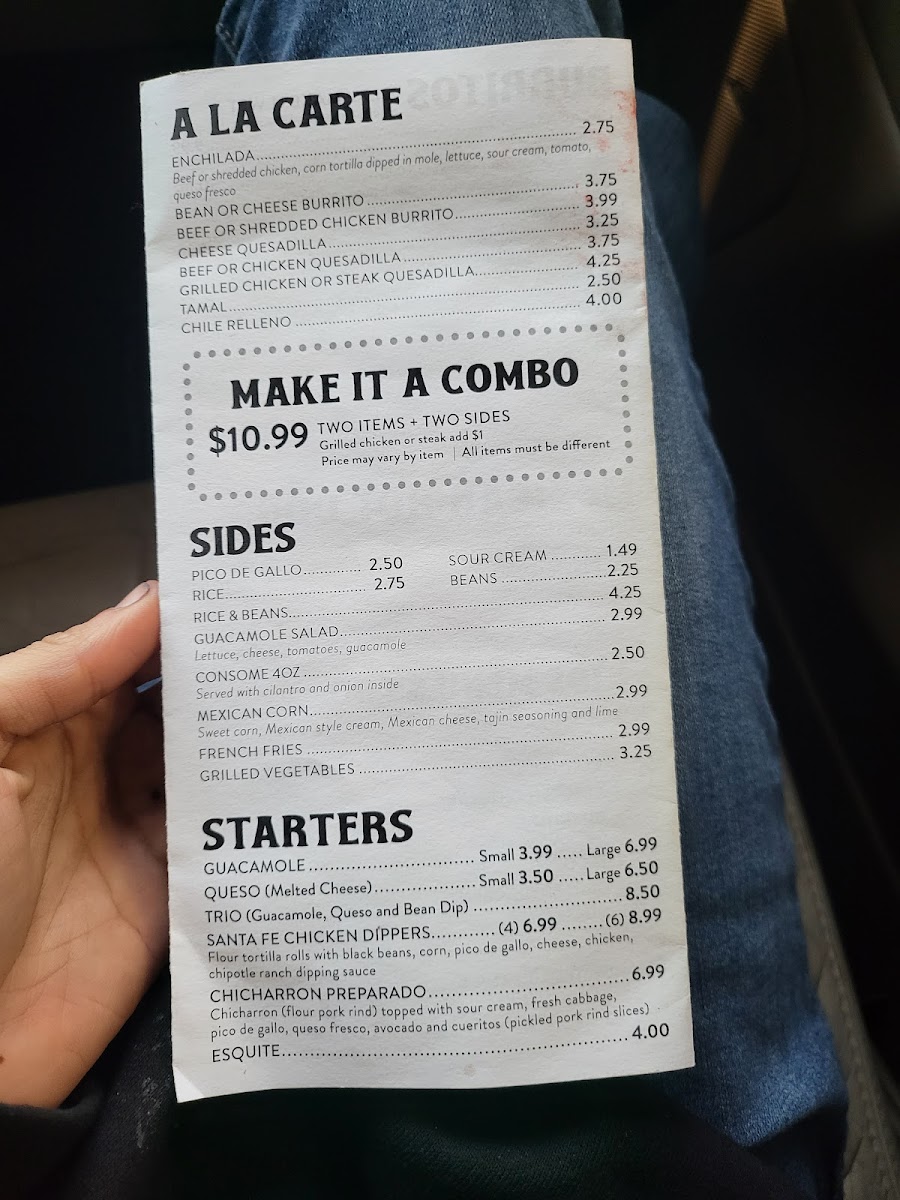 A LA CARTE
ENCHILADA........ 2.75
Beef or shredded chicken, corn tortilla dipped in mole, lettuce, sour cream, tomato,
queso fresco
BEAN OR CHEESE BURRITO........ 3.75
BEEF OR SHREDDED CHICKEN BURRITO........ 3.99
CHEESE QUESADILLA........ 3.25
BEEF OR CHICKEN QUESADILLA........ 3.75
GRILLED CHICKEN OR STEAK QUESADILLA........ 4.25
TAMAL........ 2.50
CHILE RELLENO........ 4.00
MAKE IT A COMBO
$10.99 TWO ITEMS + TWO SIDES
Grilled chicken or steak add $1
Price may vary by item | All items must be different
SIDES
PICO DE GALLO........ 2.50 SOUR CREAM........ 1.49
RICE........ 2.75 BEANS........ 2.25
RICE & BEANS........ 4.25
GUACAMOLE SALAD........ 2.99
Lettuce, cheese, tomatoes, guacamole
CONSOME 4OZ........ 2.50
Served with cilantro and onion inside
MEXICAN CORN........ 2.99
Sweet corn, Mexican style cream, Mexican cheese, tajin seasoning and lime
FRENCH FRIES........ 2.99
GRILLED VEGETABLES........ 3.25
STARTERS
GUACAMOLE........ Small 3.99 ..... Large 6.99
QUESO (Melted Cheese)........ Small 3.50 ..... Large 6.50
TRIO (Guacamole, Queso and Bean Dip)........ 8.50
SANTA FE CHICKEN DÍPPERS........ (4) 6.99 ........ (6) 8.99
Flour tortilla rolls with black beans, corn, pico de gallo, cheese, chicken,
chipotle ranch dipping sauce
CHICHARRON PREPARADO........ 6.99
Chicharron (flour pork rind) topped with sour cream, fresh cabbage,
pico de gallo, queso fresco, avocado and cueritos (pickled pork rind slices)
ESQUITE........ 4.00